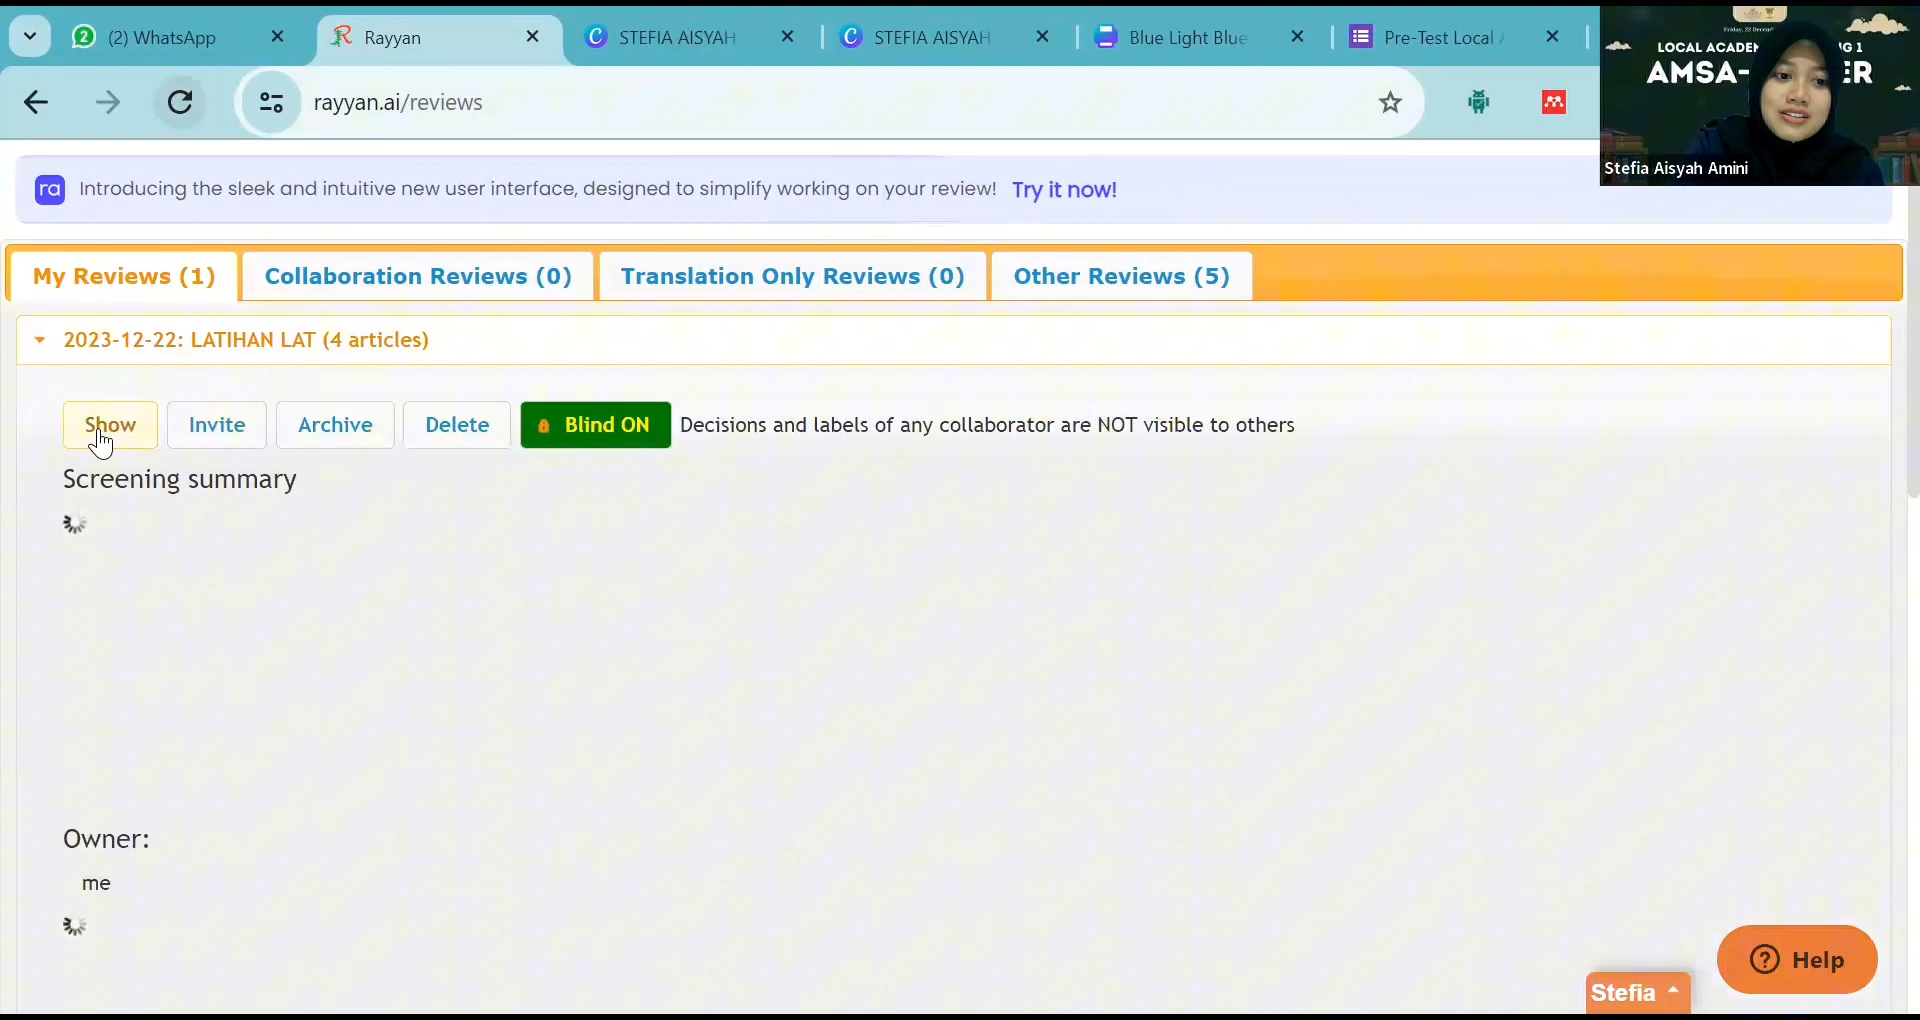 (2) WhatsApp
Rayyan
STEFIA AISYAH
STEFIA AISYAH
Blue Light Blue
Pre-Test Local
rayyan.ai/reviews
LOCAL ACADEM
G 1
AMSA-
ER
Stefia Aisyah Amini
ra Introducing the sleek and intuitive new user interface, designed to simplify working on your review! Try it now!
My Reviews (1)
Collaboration Reviews (0)
Translation Only Reviews (0)
Other Reviews (5)
2023-12-22: LATIHAN LAT (4 articles)
Show
Invite
Archive
Delete
Blind ON
Decisions and labels of any collaborator are NOT visible to others
Screening summary
Owner:
me
Help
Stefia